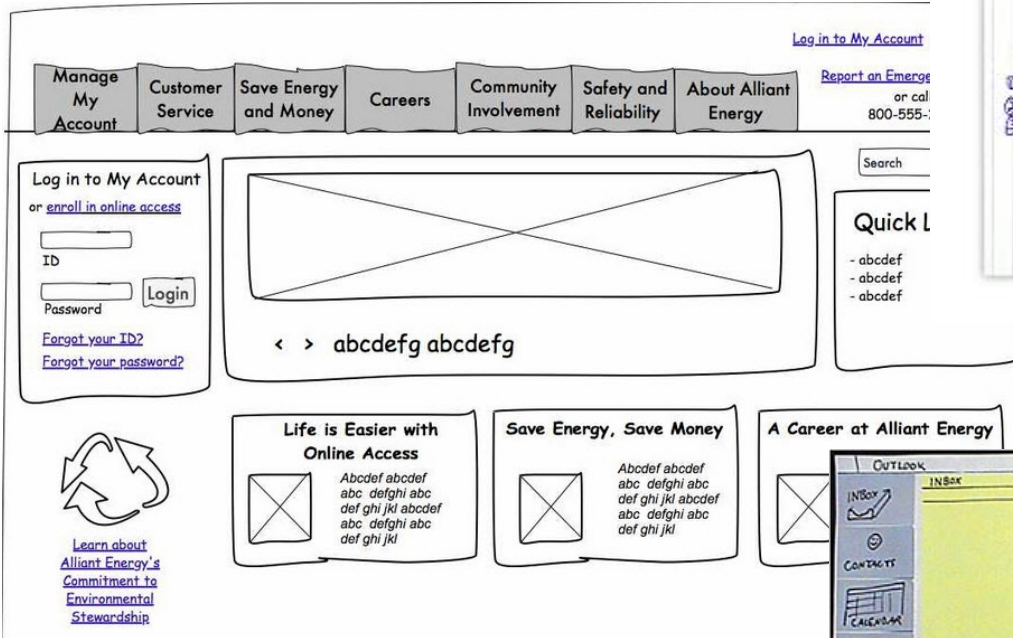 Log in to My Account
Manage
My
Account
Customer
Service
Save Energy
and Money
Careers
Community
Involvement
Safety and
Reliability
About Alliant
Energy
Report an Emerge
or cal
800-555-
Log in to My Account
or enroll in online access
ID
Password
Login
Forgot your ID?
Forgot your password?
< > abcdefg abcdefg
Search
Quick L
- abcdef
- abcdef
- abcdef
Learn about
Alliant Energy's
Commitment to
Environmental
Stewardship
Life is Easier with
Online Access
Abcdef abcdef
abc defghi abc
def ghi jkl abcdef
abc defghi abc
def ghi jkl
Save Energy, Save Money
Abcdef abcdef
abc defghi abc
def ghi jkl abcdef
abc defghi abc
def ghi jkl
A Career at Alliant Energy
OUTLOOK
INBOX
INBOX
CONTACTS
CALENDAR